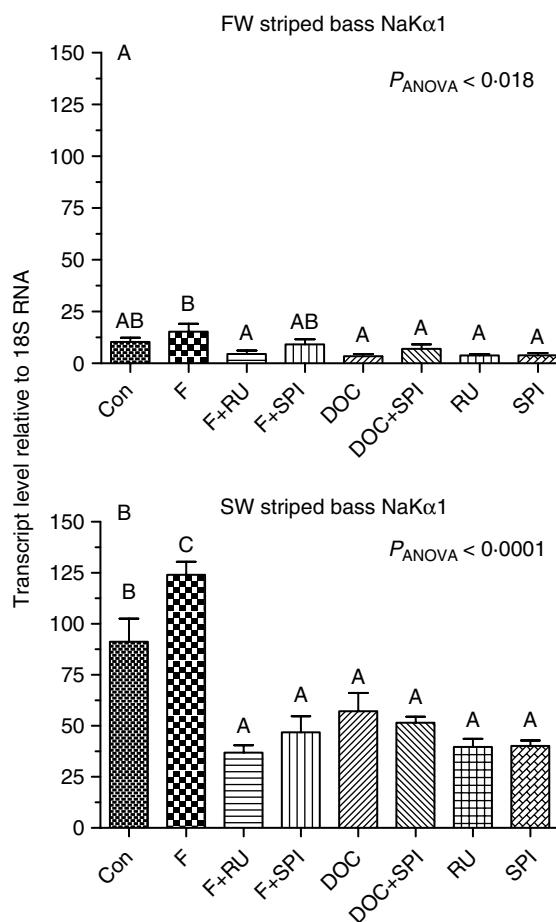 FW striped bass NaKα1
150
A
P_ANOVA < 0·018
125
100
75
50
25
0
AB
B
A
AB
A
A
A
A
Con
F
F+RU
F+SPI
DOC
DOC+SPI
RU
SPI
Transcript level relative to 18S RNA
SW striped bass NaKα1
150
B
P_ANOVA < 0·0001
125
100
75
50
25
0
B
C
A
A
A
A
A
A
Con
F
F+RU
F+SPI
DOC
DOC+SPI
RU
SPI